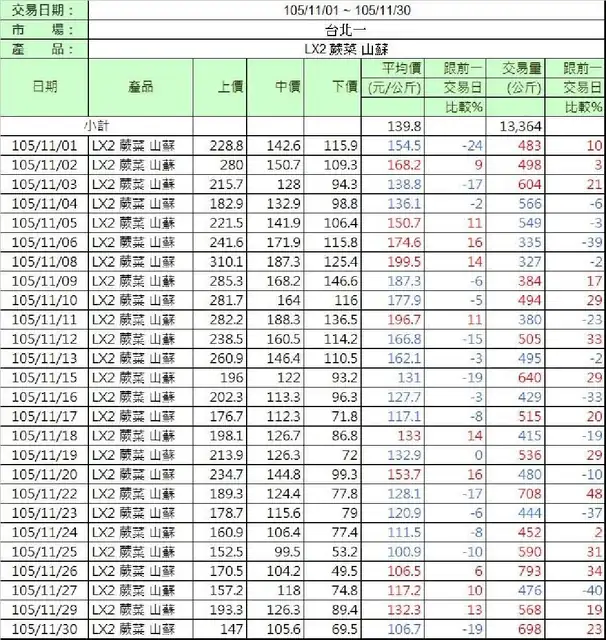 交易日期： 105/11/01 ~ 105/11/30
市 場： 台北一
產 品： LX2 蕨菜 山蘇
日期 產品 上價 中價 下價 平均價 (元/公斤) 跟前一交易日比較% 交易量 (公斤) 跟前一交易日比較%
小計 139.8 13,364
105/11/01 LX2 蕨菜 山蘇 228.8 142.6 115.9 154.5 -24 483 10
105/11/02 LX2 蕨菜 山蘇 280 150.7 109.3 168.2 9 498 3
105/11/03 LX2 蕨菜 山蘇 215.7 128 94.3 138.8 -17 604 21
105/11/04 LX2 蕨菜 山蘇 182.9 132.9 98.8 136.1 -2 566 -6
105/11/05 LX2 蕨菜 山蘇 221.5 141.9 106.4 150.7 11 549 -3
105/11/06 LX2 蕨菜 山蘇 241.6 171.9 115.8 174.6 16 335 -39
105/11/08 LX2 蕨菜 山蘇 310.1 187.3 125.4 199.5 14 327 -2
105/11/09 LX2 蕨菜 山蘇 285.3 168.2 146.6 187.3 -6 384 17
105/11/10 LX2 蕨菜 山蘇 281.7 164 116 177.9 -5 494 29
105/11/11 LX2 蕨菜 山蘇 282.2 188.3 136.5 196.7 11 380 -23
105/11/12 LX2 蕨菜 山蘇 238.5 160.5 114.2 166.8 -15 505 33
105/11/13 LX2 蕨菜 山蘇 260.9 146.4 110.5 162.1 -3 495 -2
105/11/15 LX2 蕨菜 山蘇 196 122 93.2 131 -19 640 29
105/11/16 LX2 蕨菜 山蘇 202.3 113.3 96.3 127.7 -3 429 -33
105/11/17 LX2 蕨菜 山蘇 176.7 112.3 71.8 117.1 -8 515 20
105/11/18 LX2 蕨菜 山蘇 198.1 126.7 86.8 133 14 415 -19
105/11/19 LX2 蕨菜 山蘇 213.9 126.3 72 132.9 0 536 29
105/11/20 LX2 蕨菜 山蘇 234.7 144.8 99.3 153.7 16 480 -10
105/11/22 LX2 蕨菜 山蘇 189.3 124.4 77.8 128.1 -17 708 48
105/11/23 LX2 蕨菜 山蘇 178.7 115.6 79 120.9 -6 444 -37
105/11/24 LX2 蕨菜 山蘇 160.9 106.4 77.4 111.5 -8 452 2
105/11/25 LX2 蕨菜 山蘇 152.5 99.5 53.2 100.9 -10 590 31
105/11/26 LX2 蕨菜 山蘇 170.5 104.2 49.5 106.5 6 793 34
105/11/27 LX2 蕨菜 山蘇 157.2 118 74.8 117.2 10 476 -40
105/11/29 LX2 蕨菜 山蘇 193.3 126.3 89.4 132.3 13 568 19
105/11/30 LX2 蕨菜 山蘇 147 105.6 69.5 106.7 -19 698 23